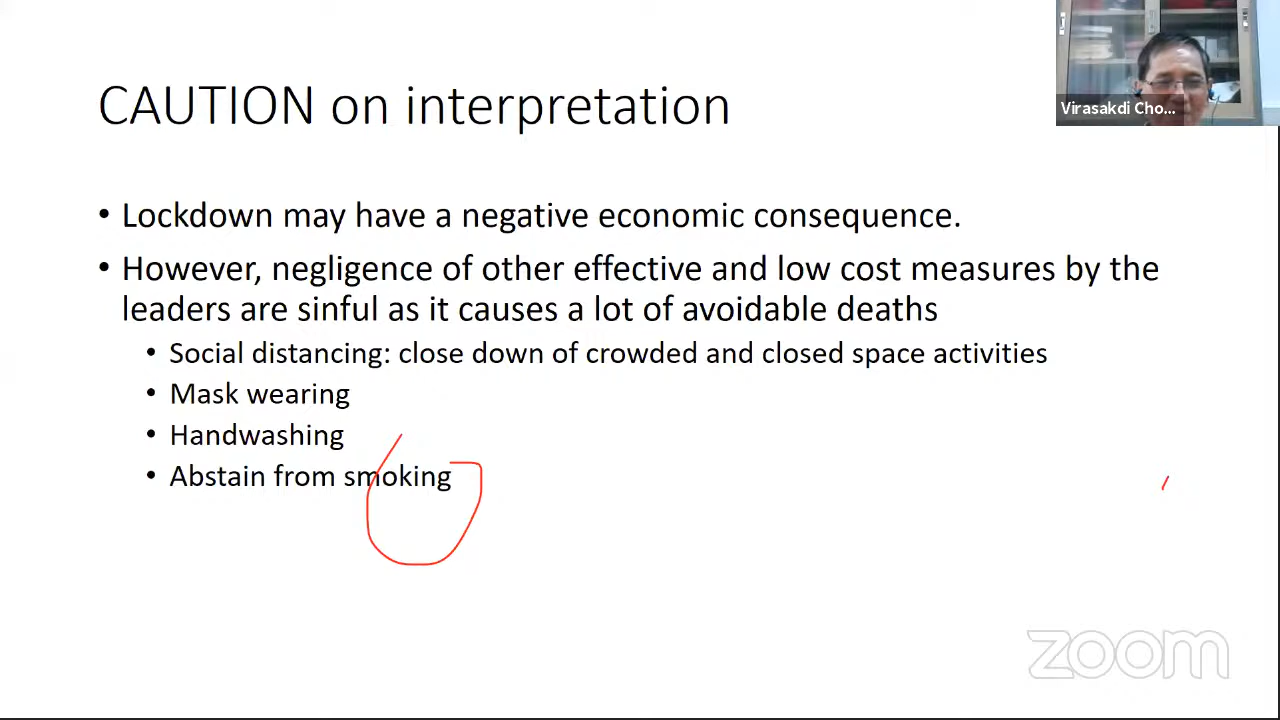 CAUTION on interpretation
Virasakdi Cho...
• Lockdown may have a negative economic consequence.
• However, negligence of other effective and low cost measures by the
leaders are sinful as it causes a lot of avoidable deaths
• Social distancing: close down of crowded and closed space activities
• Mask wearing
• Handwashing
• Abstain from smoking
zoom